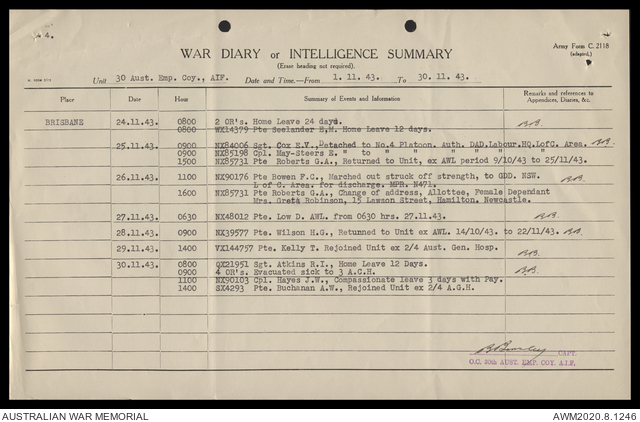 4.
Army Form C. 2118
(adapted.)
WAR DIARY or INTELLIGENCE SUMMARY
(Erase heading not required).
Unit 30 Aust. Emp. Coy., AIF. Date and Time.—From 1. 11. 43. To 30. 11. 43.
Place Date Hour Summary of Events and Information Remarks and references to
Appendices, Diaries, &c.
BRISBANE 24.11.43. 0800 2 OR's. Home Leave 24 days. B.B.
0800 WX14379 Pte Seelander E.M. Home Leave 12 days.
25.11.43. 0900 NX84006 Sgt. Cox E.V., Detached to No.4 Platoon. Auth. DAD.Labour.HQ.LofC. Area. B.B.
0900 NX85198 Cpl. May-Steers R. " to " " " " " "
1500 NX85731 Pte Roberts G.A., Returned to Unit, ex AWL period 9/10/43 to 25/11/43.
26.11.43. 1100 NX90176 Pte Bowen F.C., Marched out struck off strength, to GDD. NSW.
L of C. Area. for discharge. MPR. N471. B.B.
1600 NX85731 Pte Roberts G.A., Change of address, Allottee, Female Dependant
Mrs. Greta Robinson, 15 Lawson Street, Hamilton. Newcastle.
27.11.43. 0630 NX48012 Pte. Low D. AWL. from 0630 hrs. 27.11.43. B.B.
28.11.43. 0900 NX39577 Pte. Wilson H.G., Returned to Unit ex AWL. 14/10/43. to 22/11/43. B.B.
29.11.43. 1400 VX144757 Pte. Kelly T. Rejoined Unit ex 2/4 Aust. Gen. Hosp. B.B.
30.11.43. 0800 QX21951 Sgt. Atkins R.I., Home Leave 12 Days.
0900 4 OR's. Evacuated sick to 3 A.C.H. B.B.
1100 NX90103 Cpl. Hayes J.W., Compassionate leave 3 days with Pay.
1400 SX4293 Pte. Buchanan A.W., Rejoined Unit ex 2/4 A.G.H.
CAPT.
O.C. 30th AUST. EMP. COY. A.I.F.
AUSTRALIAN WAR MEMORIAL AWM2020.8.1246